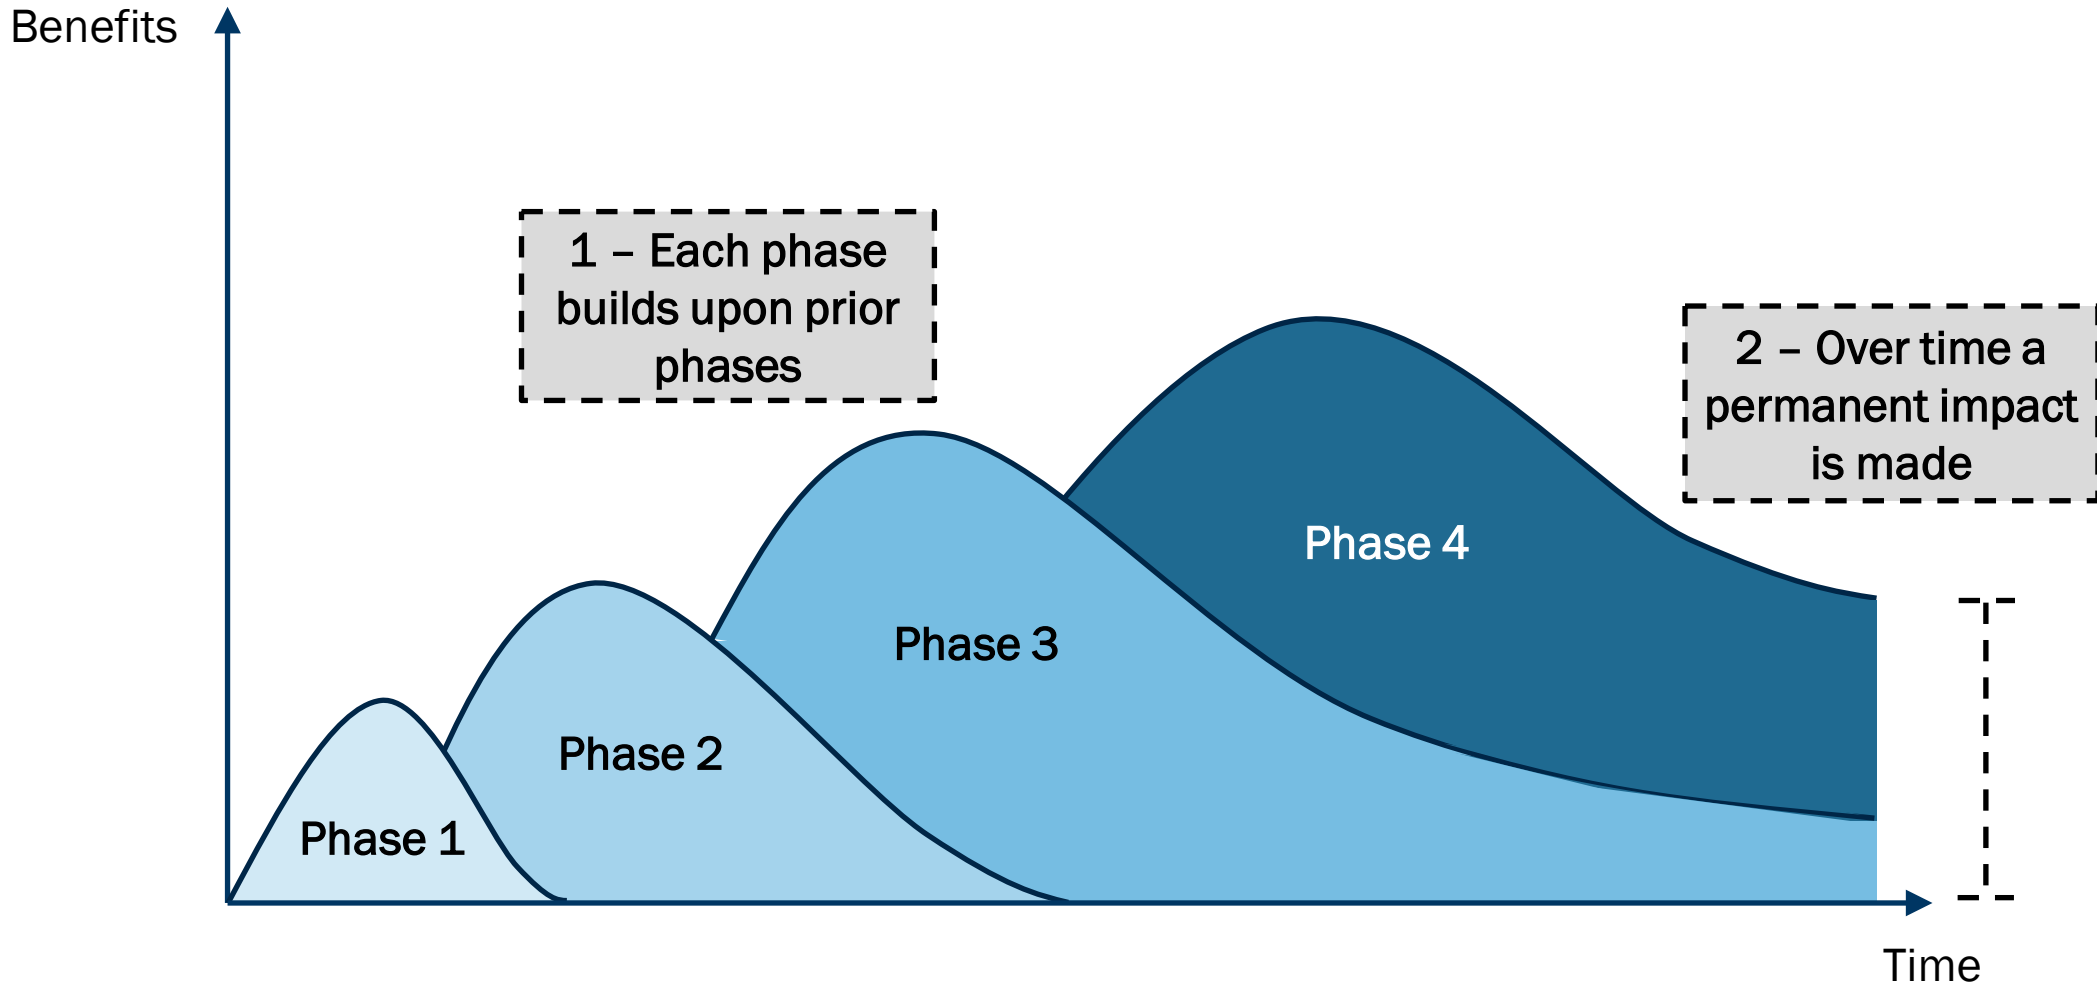 Benefits
1 – Each phase
builds upon prior
phases
2 – Over time a
permanent impact
is made
Phase 4
Phase 3
Phase 2
Phase 1
Time